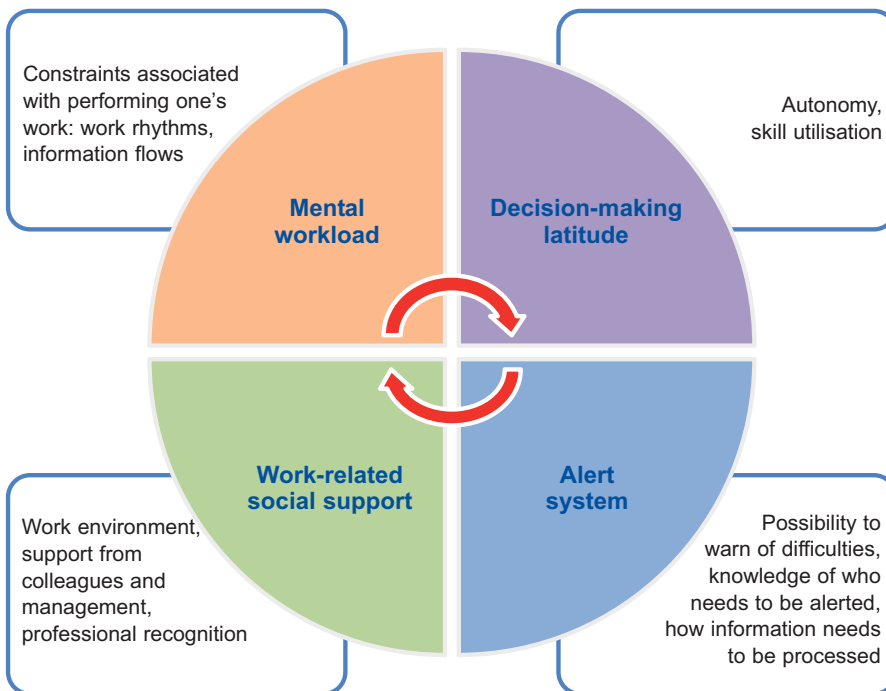 Constraints associated
with performing one's
work: work rhythms,
information flows
Autonomy,
skill utilisation
Mental
workload
Decision-making
latitude
Work-related
social support
Alert
system
Work environment,
support from
colleagues and
management,
professional recognition
Possibility to
warn of difficulties,
knowledge of who
needs to be alerted,
how information needs
to be processed